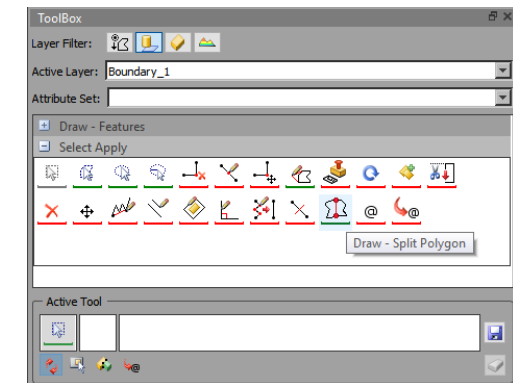 ToolBox
Layer Filter:
Active Layer: Boundary_1
Attribute Set:
Draw - Features
Select Apply
@ @
Draw - Split Polygon
Active Tool
@